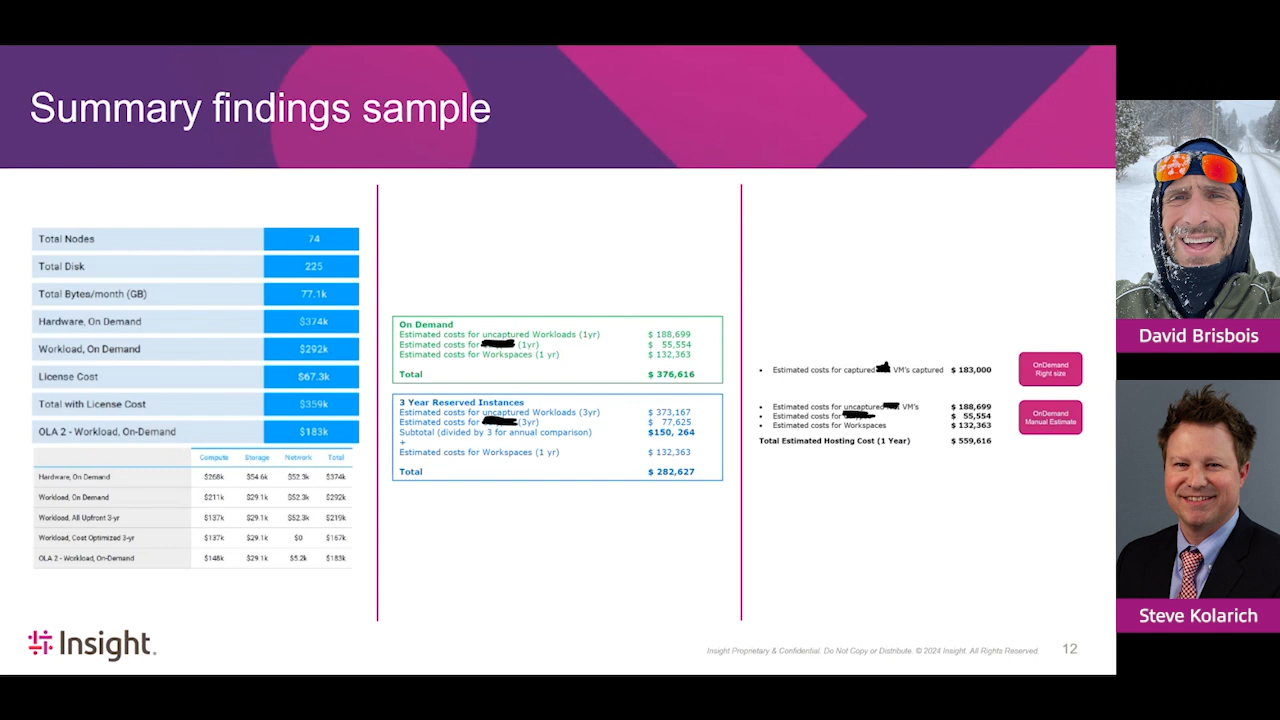 Summary findings sample
Total Nodes 74
Total Disk 225
Total Bytes/month (GB) 77.1k
Hardware, On Demand $374k
Workload, On Demand $292k
License Cost $67.3k
Total with License Cost $359k
OLA 2 - Workload, On-Demand $183k
Compute Storage Network Total
Hardware, On Demand $268k $54.6k $52.3k $374k
Workload, On Demand $211k $29.1k $52.3k $292k
Workload, All Upfront 3-yr $137k $29.1k $52.3k $219k
Workload, Cost Optimized 3-yr $137k $29.1k $0 $167k
OLA 2 - Workload, On-Demand $148k $29.1k $5.2k $183k
On Demand
Estimated costs for uncaptured Workloads (1yr) $ 188,699
Estimated costs for (1yr) $ 55,554
Estimated costs for Workspaces (1 yr) $ 132,363
Total $ 376,616
3 Year Reserved Instances
Estimated costs for uncaptured Workloads (3yr) $ 373,167
Estimated costs for (3yr) $ 77,625
Subtotal (divided by 3 for annual comparison) $150, 264
+
Estimated costs for Workspaces (1 yr) $ 132,363
Total $ 282,627
• Estimated costs for captured VM's captured $ 183,000
OnDemand
Right size
• Estimated costs for uncaptured VM's $ 188,699
• Estimated costs for $ 55,554
• Estimated costs for Workspaces $ 132,363
Total Estimated Hosting Cost (1 Year) $ 559,616
OnDemand
Manual Estimate
Insight.
Insight Proprietary & Confidential. Do Not Copy or Distribute. © 2024 Insight. All Rights Reserved. 12
David Brisbois
Steve Kolarich